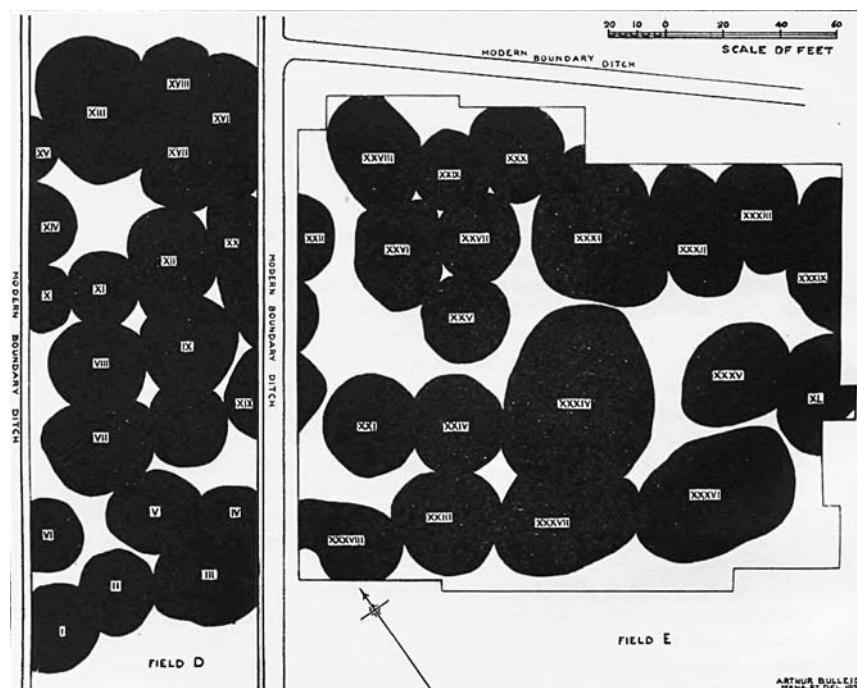 20 10 0 20 40 60
SCALE OF FEET
MODERN BOUNDARY DITCH
XVIII
XIII
XVI
XV
XVII
XXVIII
XXX
XXIX
XIV
XII
XX
XXII
XXVI
XXVII
XXXI
XXXII
XXXIII
XXXIX
X
XI
MODERN BOUNDARY DITCH
MODERN BOUNDARY DITCH
XXV
VIII
IX
XXXV
XL
XIX
XXXIV
VII
XXI
XXIV
VI
V
IV
XXXVI
XXXVIII
XXIII
XXXVII
II
III
I
FIELD D
FIELD E
ARTHUR BULLEID